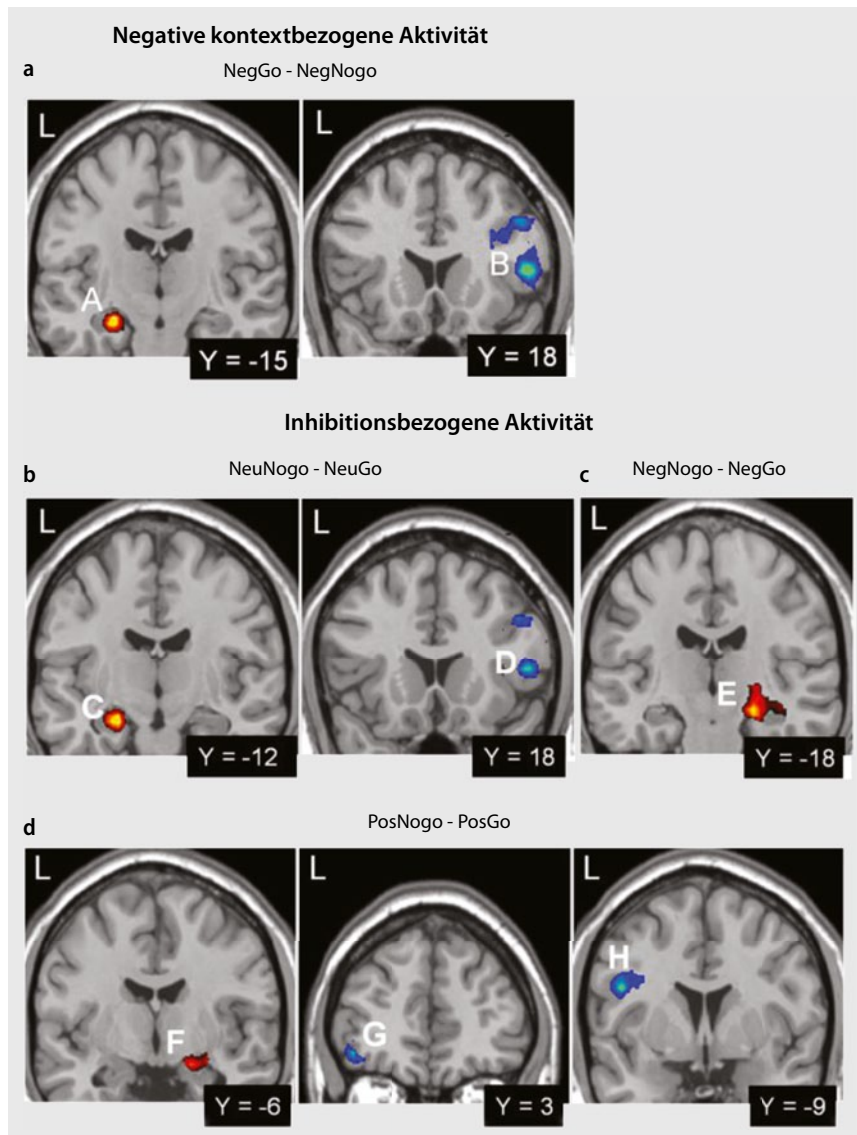 Negative kontextbezogene Aktivität
a
NegGo - NegNogo
L
A
Y = -15
L
B
Y = 18
Inhibitionsbezogene Aktivität
b
NeuNogo - NeuGo
L
C
Y = -12
L
D
Y = 18
c
NegNogo - NegGo
L
E
Y = -18
d
PosNogo - PosGo
L
F
Y = -6
L
G
Y = 3
L
H
Y = -9